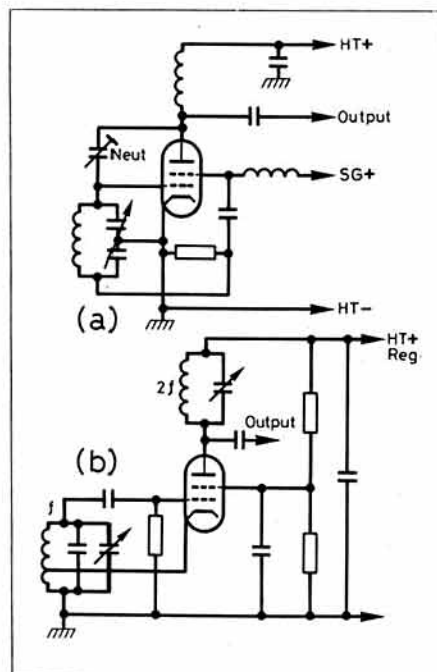 HT+
Output
Neut
SG+
(a)
HT-
HT+
Reg
2f
Output
(b)
f